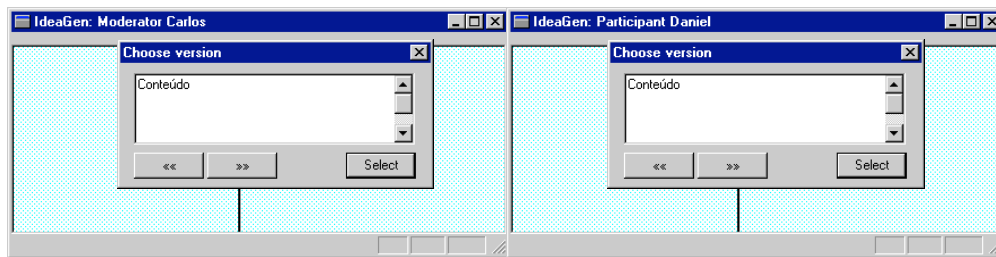 IdeaGen: Moderator Carlos
Choose version
Conteúdo
«« »» Select
IdeaGen: Participant Daniel
Choose version
Conteúdo
«« »» Select